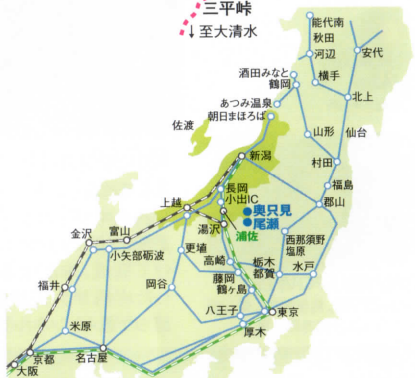 三平峠
↓至大清水
能代南
秋田
河辺
安代
酒田みなと
鶴岡
横手
北上
あつみ温泉
朝日まほろば
佐渡
山形
仙台
新潟
村田
長岡
小出IC
福島
郡山
上越
奥只見
尾瀬
湯沢
浦佐
金沢
富山
小矢部砺波
更埴
西那須野
塩原
高崎
栃木
都賀
水戸
藤岡
鶴ヶ島
福井
岡谷
八王子
東京
米原
厚木
京都
名古屋
大阪